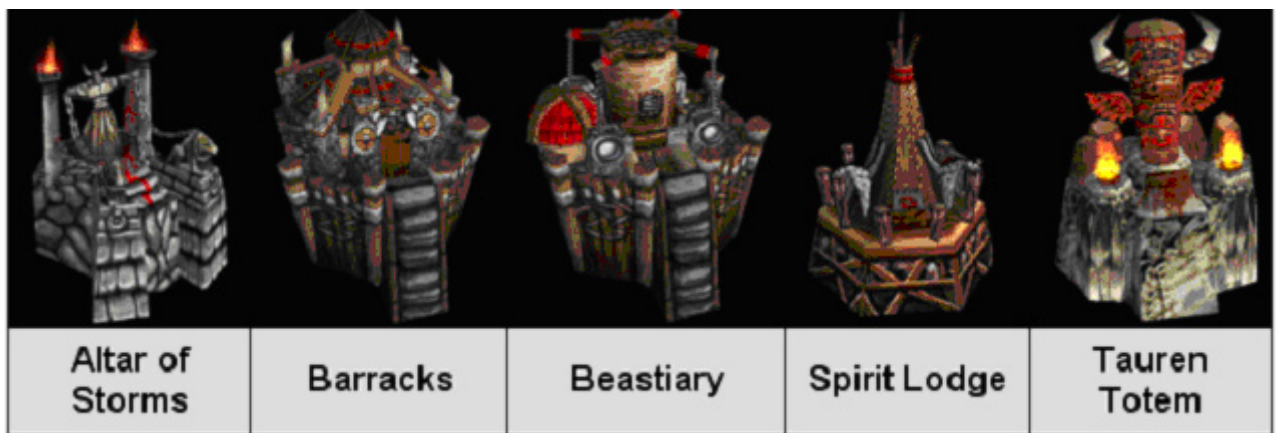 Altar of
Storms
Barracks
Beastiary
Spirit Lodge
Tauren
Totem